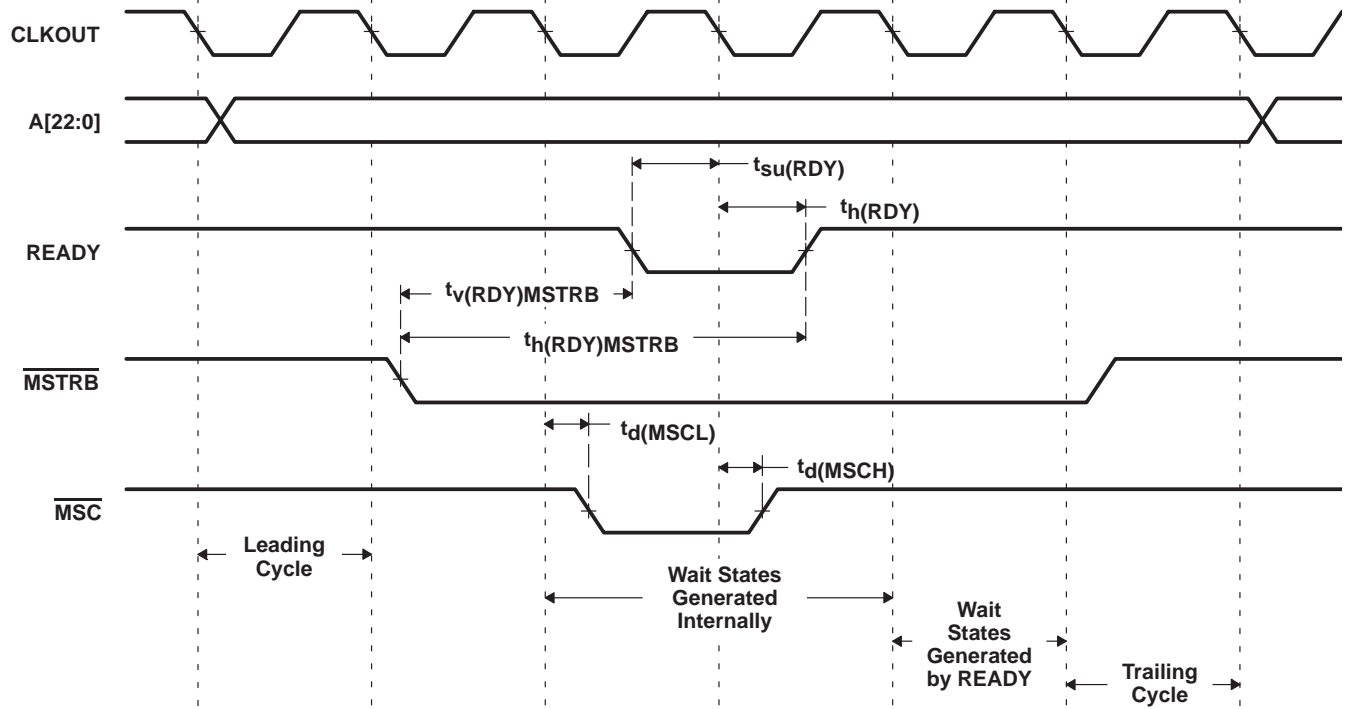 CLKOUT
A[22:0]
tsu(RDY)
th(RDY)
READY
tv(RDY)MSTRB
th(RDY)MSTRB
MSTRB
td(MSCL)
td(MSCH)
MSC
Leading
Cycle
Wait States
Generated
Internally
Wait
States
Generated
by READY
Trailing
Cycle